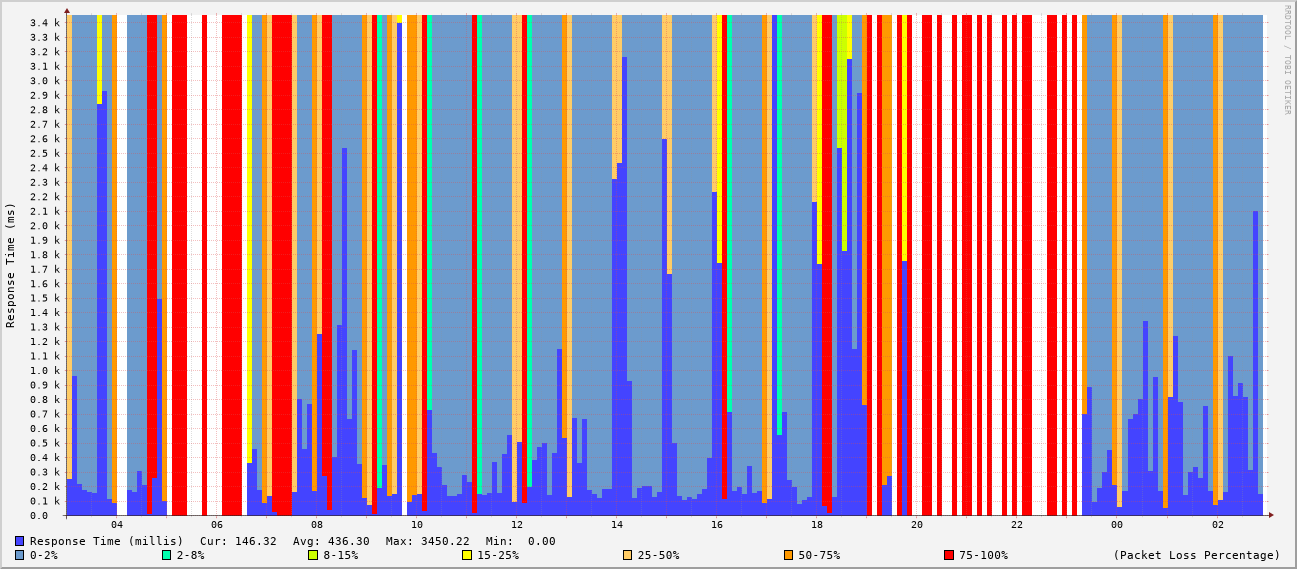 RRDTOOL / TOBI OETIKER
Response Time (ms)
3.4 k
3.3 k
3.2 k
3.1 k
3.0 k
2.9 k
2.8 k
2.7 k
2.6 k
2.5 k
2.4 k
2.3 k
2.2 k
2.1 k
2.0 k
1.9 k
1.8 k
1.7 k
1.6 k
1.5 k
1.4 k
1.3 k
1.2 k
1.1 k
1.0 k
0.9 k
0.8 k
0.7 k
0.6 k
0.5 k
0.4 k
0.3 k
0.2 k
0.1 k
0.0
04 06 08 10 12 14 16 18 20 22 00 02
Response Time (millis) Cur: 146.32 Avg: 436.30 Max: 3450.22 Min: 0.00
0-2% 2-8% 8-15% 15-25% 25-50% 50-75% 75-100% (Packet Loss Percentage)